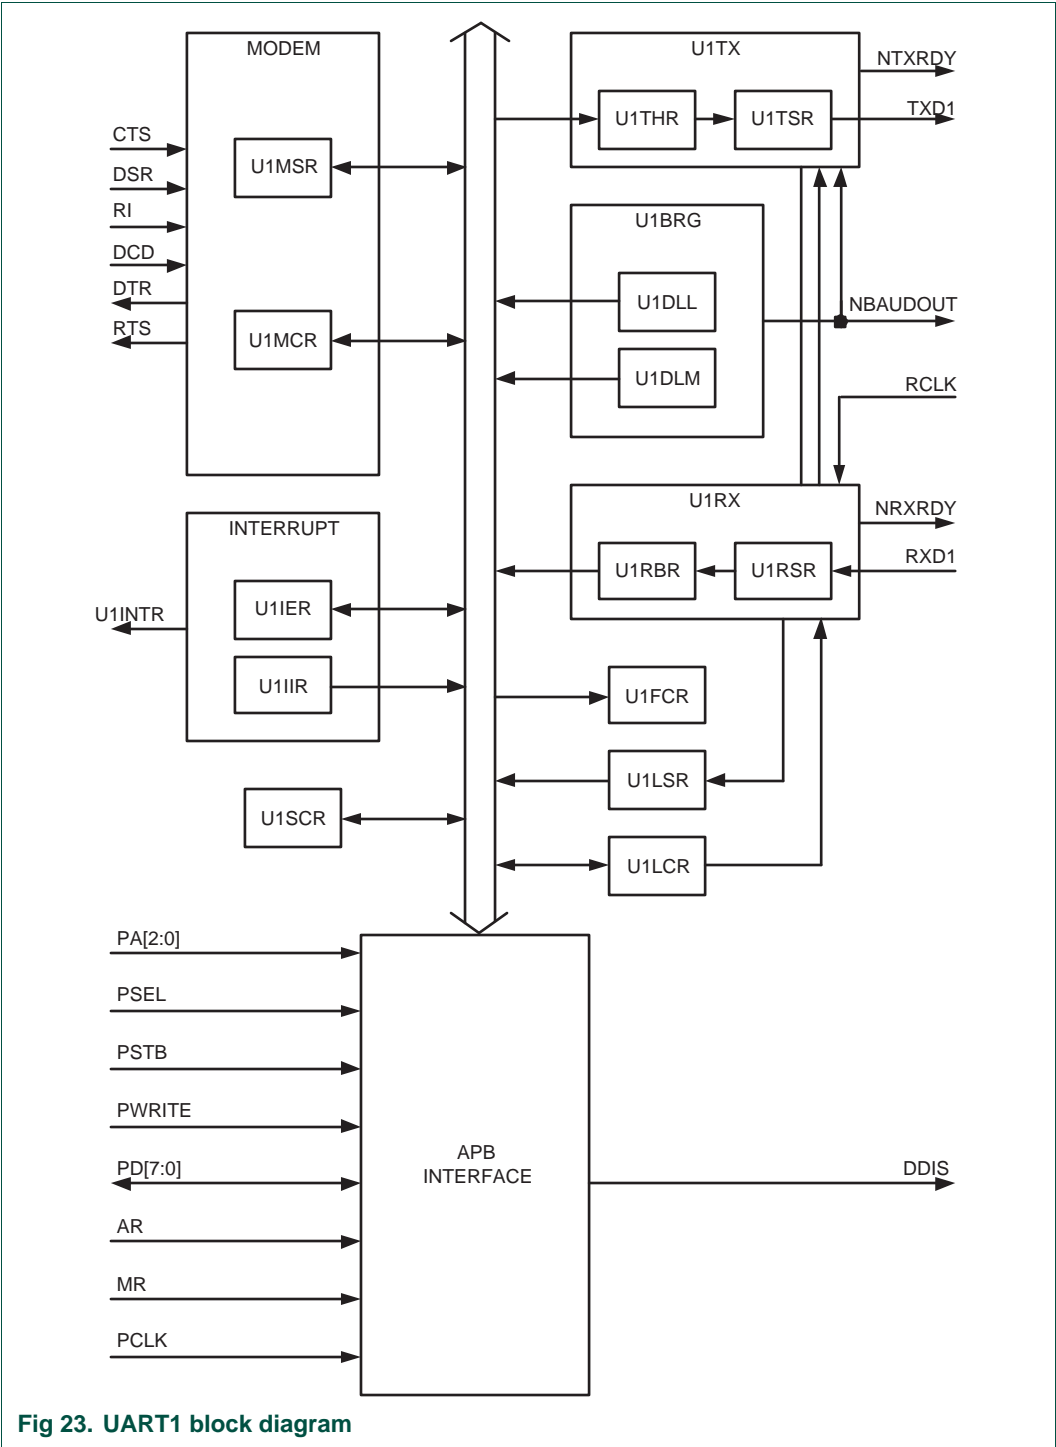 MODEM
U1TX
NTXRDY
U1THR
U1TSR
TXD1
CTS
U1MSR
DSR
RI
U1BRG
DCD
DTR
U1DLL
NBAUDOUT
RTS
U1MCR
U1DLM
RCLK
U1RX
NRXRDY
INTERRUPT
U1RBR
U1RSR
RXD1
U1INTR
U1IER
U1IIR
U1FCR
U1LSR
U1SCR
U1LCR
PA[2:0]
PSEL
PSTB
PWRITE
PD[7:0]
APB
INTERFACE
DDIS
AR
MR
PCLK
Fig 23. UART1 block diagram